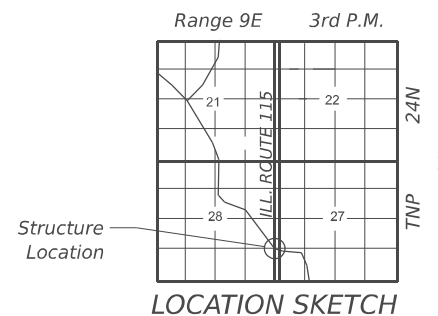 Range 9E 3rd P.M.
21 22
24N
ILL. ROUTE 115
28 27
TNP
Structure
Location
LOCATION SKETCH